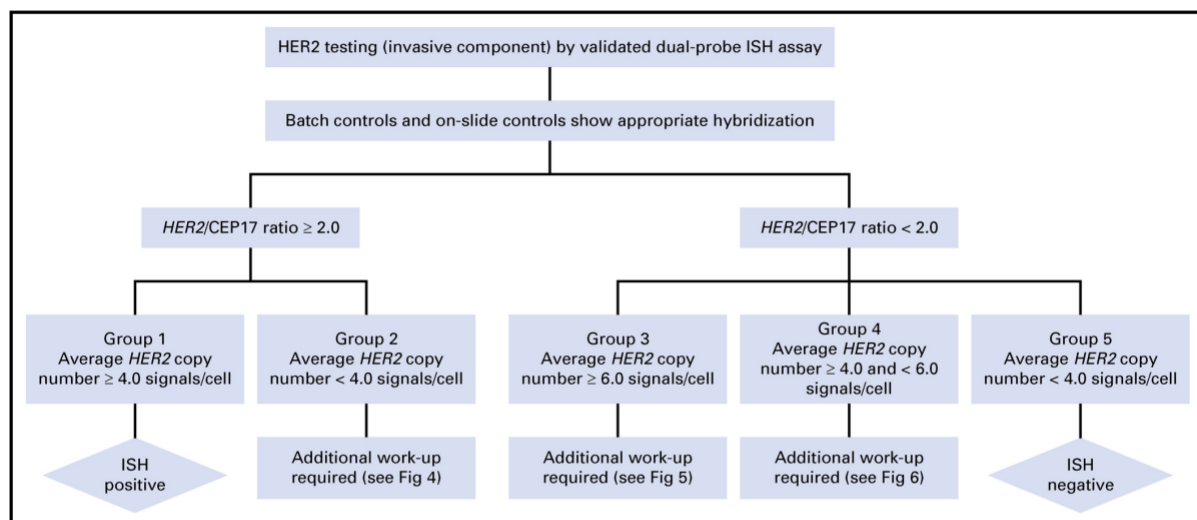 HER2 testing (invasive component) by validated dual-probe ISH assay
Batch controls and on-slide controls show appropriate hybridization
HER2/CEP17 ratio ≥ 2.0
HER2/CEP17 ratio < 2.0
Group 1
Average HER2 copy
number ≥ 4.0 signals/cell
Group 2
Average HER2 copy
number < 4.0 signals/cell
Group 3
Average HER2 copy
number ≥ 6.0 signals/cell
Group 4
Average HER2 copy
number ≥ 4.0 and < 6.0
signals/cell
Group 5
Average HER2 copy
number < 4.0 signals/cell
ISH
positive
Additional work-up
required (see Fig 4)
Additional work-up
required (see Fig 5)
Additional work-up
required (see Fig 6)
ISH
negative